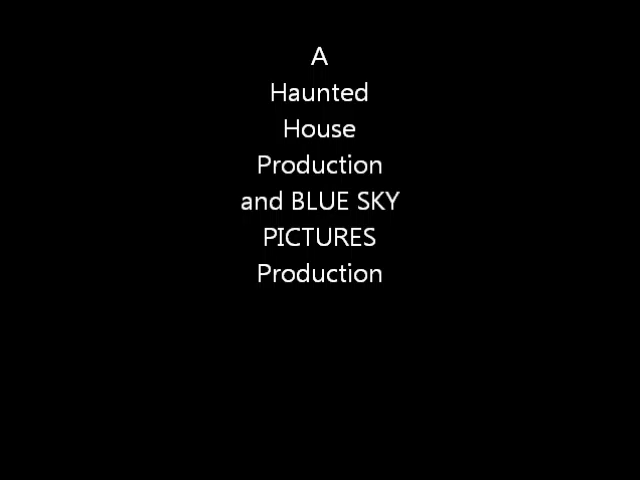 A
Haunted
House
Production
and BLUE SKY
PICTURES
Production